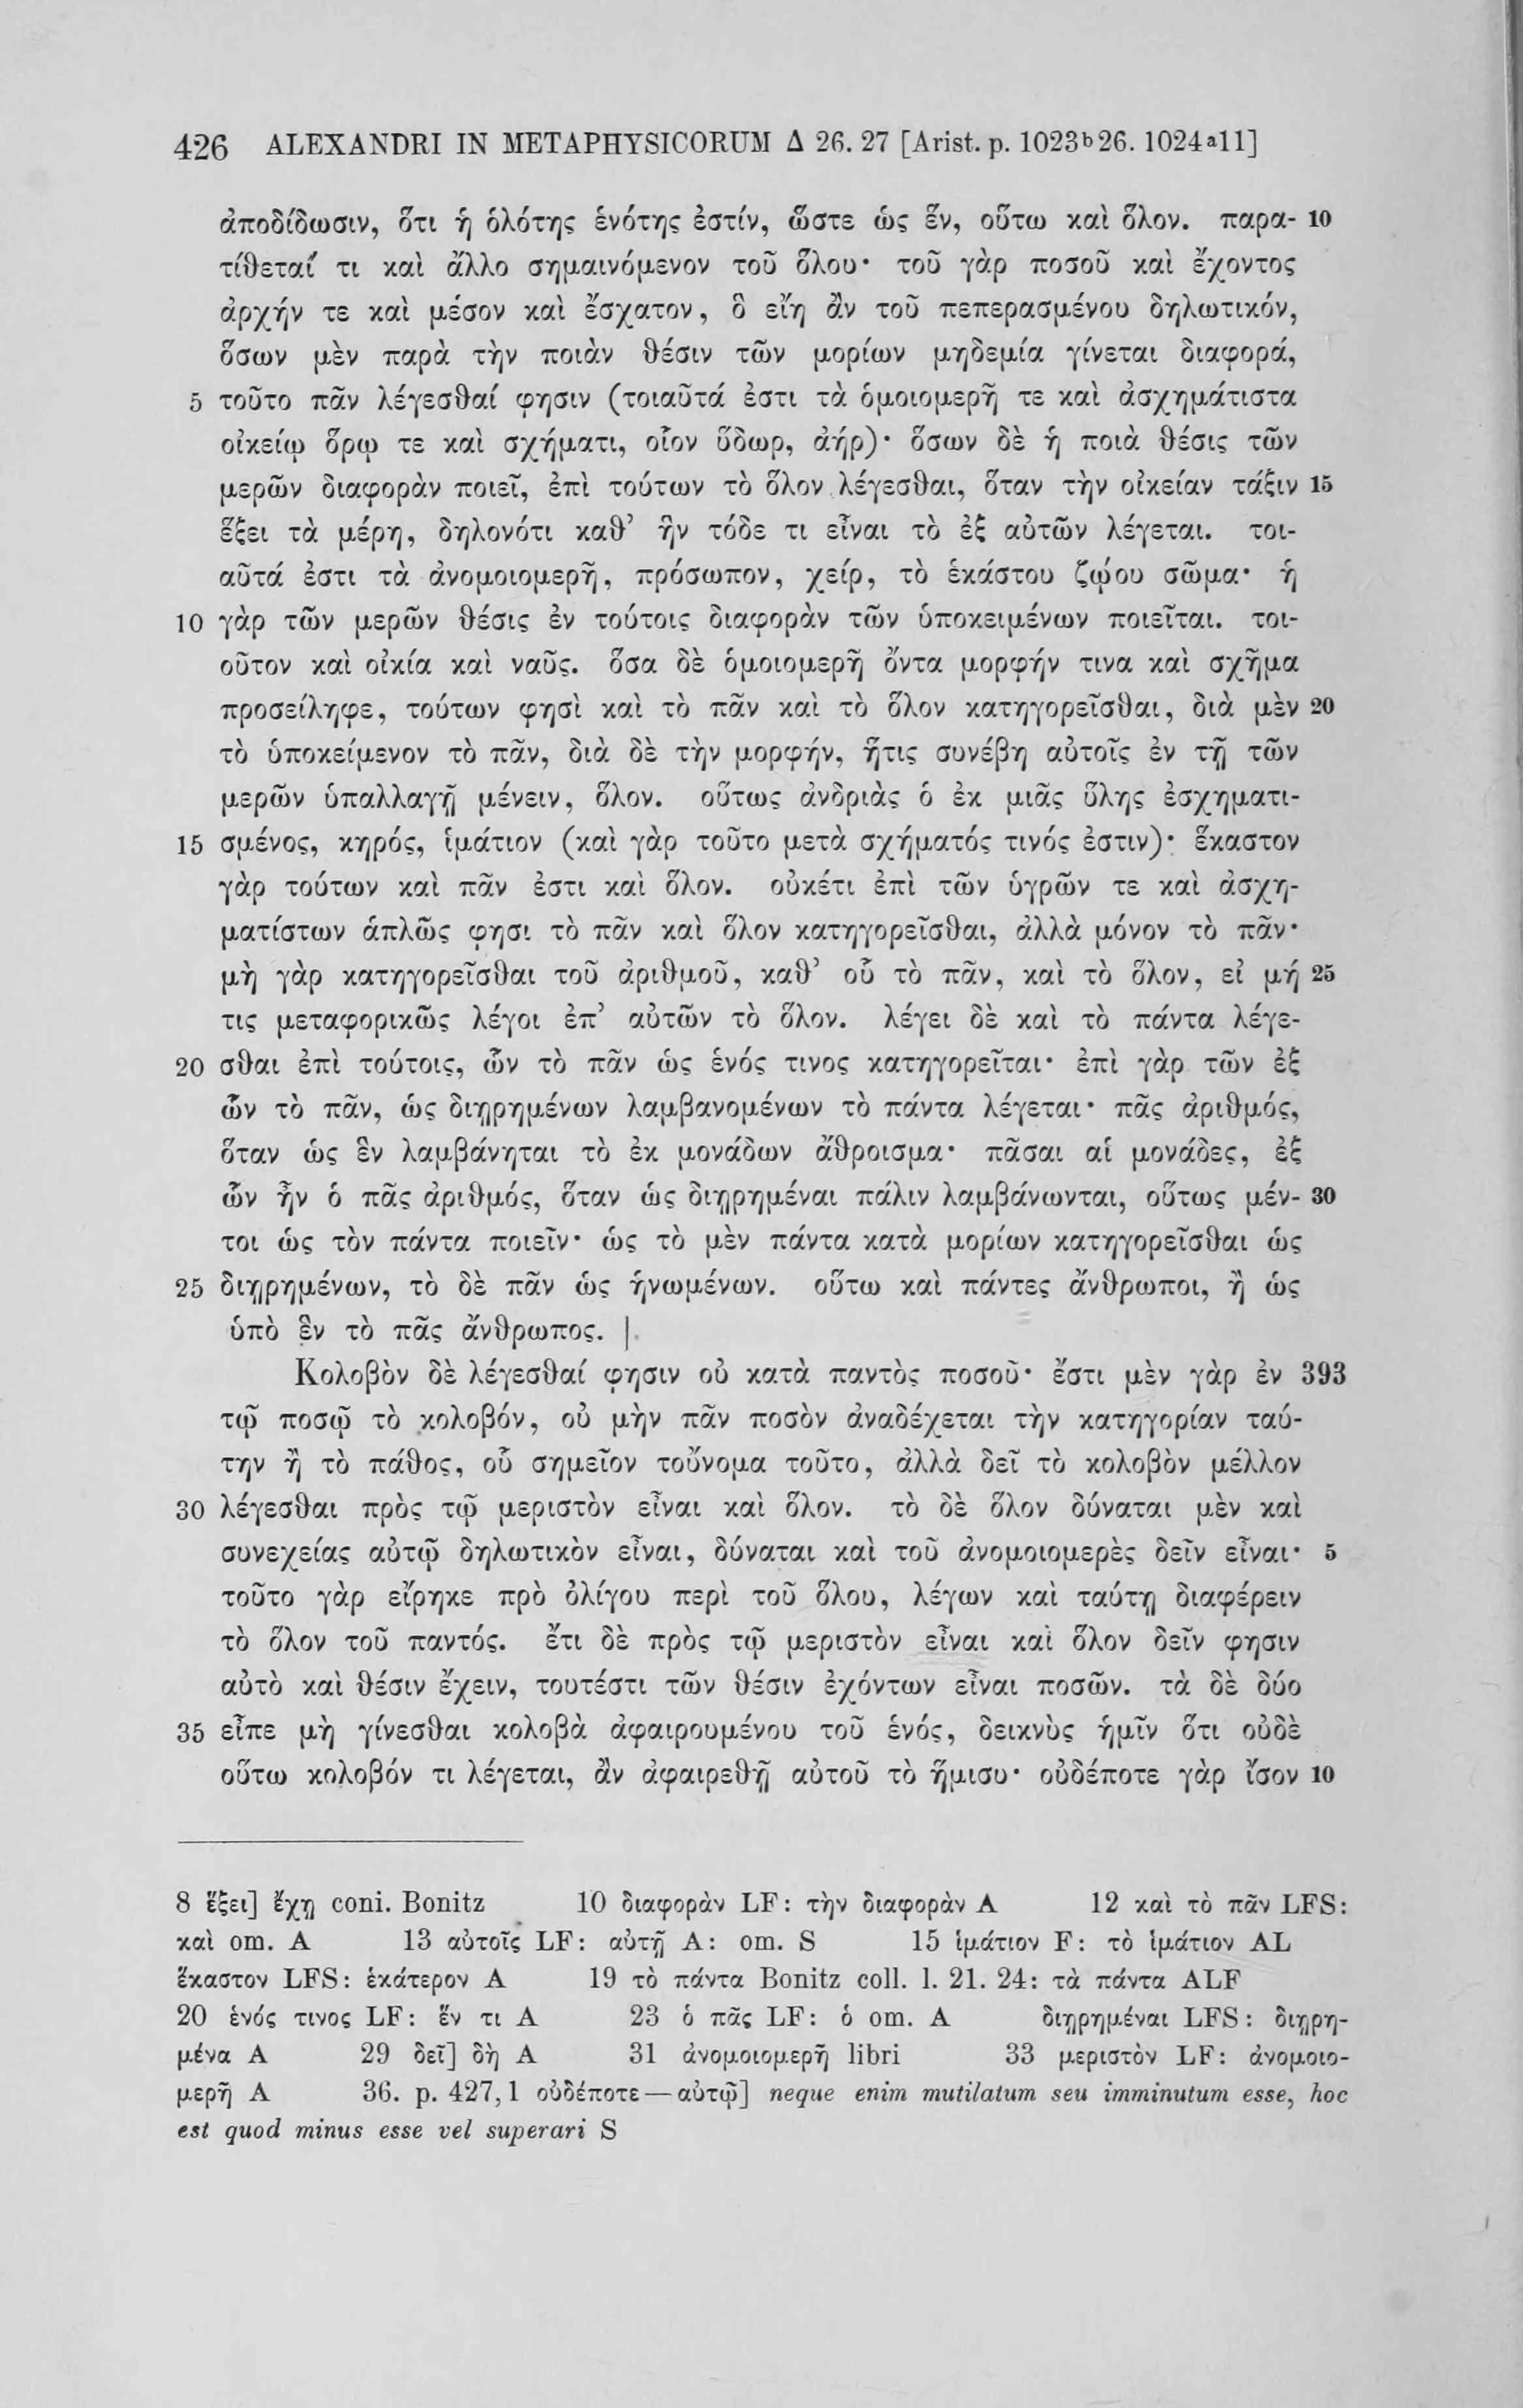 426 ALEXANDRI IN METAPHYSICORUM Δ 26. 27 [Arist. p. 1023ᵇ26. 1024ᵃ11]
ἀποδίδωσιν, ὅτι ἡ ὁλότης ἑνότης ἐστίν, ὥστε ὡς ἕν, οὕτω καὶ ὅλον. παρα- 10
τίθεταί τι καὶ ἄλλο σημαινόμενον τοῦ ὅλου· τοῦ γὰρ ποσοῦ καὶ ἔχοντος
ἀρχήν τε καὶ μέσον καὶ ἔσχατον, ὃ εἴη ἂν τοῦ πεπερασμένου δηλωτικόν,
ὅσων μὲν παρὰ τὴν ποιὰν θέσιν τῶν μορίων μηδεμία γίνεται διαφορά,
5 τοῦτο πᾶν λέγεσθαί φησιν (τοιαῦτά ἐστι τὰ ὁμοιομερῆ τε καὶ ἀσχημάτιστα
οἰκείῳ ὅρῳ τε καὶ σχήματι, οἷον ὕδωρ, ἀήρ)· ὅσων δὲ ἡ ποιὰ θέσις τῶν
μερῶν διαφορὰν ποιεῖ, ἐπὶ τούτων τὸ ὅλον λέγεσθαι, ὅταν τὴν οἰκείαν τάξιν 15
ἕξει τὰ μέρη, δηλονότι καθ’ ἣν τόδε τι εἶναι τὸ ἐξ αὐτῶν λέγεται. τοι-
αῦτά ἐστι τὰ ἀνομοιομερῆ, πρόσωπον, χείρ, τὸ ἑκάστου ζῴου σῶμα· ἡ
10 γὰρ τῶν μερῶν θέσις ἐν τούτοις διαφορὰν τῶν ὑποκειμένων ποιεῖται. τοι-
οῦτον καὶ οἰκία καὶ ναῦς. ὅσα δὲ ὁμοιομερῆ ὄντα μορφήν τινα καὶ σχῆμα
προσείληφε, τούτων φησὶ καὶ τὸ πᾶν καὶ τὸ ὅλον κατηγορεῖσθαι, διὰ μὲν 20
τὸ ὑποκείμενον τὸ πᾶν, διὰ δὲ τὴν μορφήν, ἥτις συνέβη αὐτοῖς ἐν τῇ τῶν
μερῶν ὑπαλλαγῇ μένειν, ὅλον. οὕτως ἀνδριὰς ὁ ἐκ μιᾶς ὕλης ἐσχηματι-
15 σμένος, κηρός, ἱμάτιον (καὶ γὰρ τοῦτο μετὰ σχήματός τινός ἐστιν)· ἕκαστον
γὰρ τούτων καὶ πᾶν ἐστι καὶ ὅλον. οὐκέτι ἐπὶ τῶν ὑγρῶν τε καὶ ἀσχη-
ματίστων ἁπλῶς φησι τὸ πᾶν καὶ ὅλον κατηγορεῖσθαι, ἀλλὰ μόνον τὸ πᾶν·
μὴ γὰρ κατηγορεῖσθαι τοῦ ἀριθμοῦ, καθ’ οὗ τὸ πᾶν, καὶ τὸ ὅλον, εἰ μή 25
τις μεταφορικῶς λέγοι ἐπ’ αὐτῶν τὸ ὅλον. λέγει δὲ καὶ τὸ πάντα λέγε-
20 σθαι ἐπὶ τούτοις, ὧν τὸ πᾶν ὡς ἑνός τινος κατηγορεῖται· ἐπὶ γὰρ τῶν ἐξ
ὧν τὸ πᾶν, ὡς διῃρημένων λαμβανομένων τὸ πάντα λέγεται· πᾶς ἀριθμός,
ὅταν ὡς ἓν λαμβάνηται τὸ ἐκ μονάδων ἄθροισμα· πᾶσαι αἱ μονάδες, ἐξ
ὧν ἦν ὁ πᾶς ἀριθμός, ὅταν ὡς διῃρημέναι πάλιν λαμβάνωνται, οὕτως μέν- 30
τοι ὡς τὸν πάντα ποιεῖν· ὡς τὸ μὲν πάντα κατὰ μορίων κατηγορεῖσθαι ὡς
25 διῃρημένων, τὸ δὲ πᾶν ὡς ἡνωμένων. οὕτω καὶ πάντες ἄνθρωποι, ἢ ὡς
ὑπὸ ἓν τὸ πᾶς ἄνθρωπος. |
Κολοβὸν δὲ λέγεσθαί φησιν οὐ κατὰ παντὸς ποσοῦ· ἔστι μὲν γὰρ ἐν 393
τῷ ποσῷ τὸ κολοβόν, οὐ μὴν πᾶν ποσὸν ἀναδέχεται τὴν κατηγορίαν ταύ-
την ἢ τὸ πάθος, οὗ σημεῖον τοὔνομα τοῦτο, ἀλλὰ δεῖ τὸ κολοβὸν μέλλον
30 λέγεσθαι πρὸς τῷ μεριστὸν εἶναι καὶ ὅλον. τὸ δὲ ὅλον δύναται μὲν καὶ
συνεχείας αὐτῷ δηλωτικὸν εἶναι, δύναται καὶ τοῦ ἀνομοιομερὲς δεῖν εἶναι· 5
τοῦτο γὰρ εἴρηκε πρὸ ὀλίγου περὶ τοῦ ὅλου, λέγων καὶ ταύτῃ διαφέρειν
τὸ ὅλον τοῦ παντός. ἔτι δὲ πρὸς τῷ μεριστὸν εἶναι καὶ ὅλον δεῖν φησιν
αὐτὸ καὶ θέσιν ἔχειν, τουτέστι τῶν θέσιν ἐχόντων εἶναι ποσῶν. τὰ δὲ δύο
35 εἶπε μὴ γίνεσθαι κολοβὰ ἀφαιρουμένου τοῦ ἑνός, δεικνὺς ἡμῖν ὅτι οὐδὲ
οὕτω κολοβόν τι λέγεται, ἂν ἀφαιρεθῇ αὐτοῦ τὸ ἥμισυ· οὐδέποτε γὰρ ἴσον 10
8 ἕξει] ἔχῃ coni. Bonitz 10 διαφορὰν LF: τὴν διαφορὰν A 12 καὶ τὸ πᾶν LFS:
καὶ om. A 13 αὐτοῖς LF: αὐτῇ A: om. S 15 ἱμάτιον F: τὸ ἱμάτιον AL
ἕκαστον LFS: ἑκάτερον A 19 τὸ πάντα Bonitz coll. l. 21. 24: τὰ πάντα ALF
20 ἑνός τινος LF: ἕν τι A 23 ὁ πᾶς LF: ὁ om. A διῃρημέναι LFS: διῃρη-
μένα A 29 δεῖ] δὴ A 31 ἀνομοιομερῆ libri 33 μεριστὸν LF: ἀνομοιο-
μερῆ A 36. p. 427,1 οὐδέποτε—αὐτῷ] neque enim mutilatum seu imminutum esse, hoc
est quod minus esse vel superari S